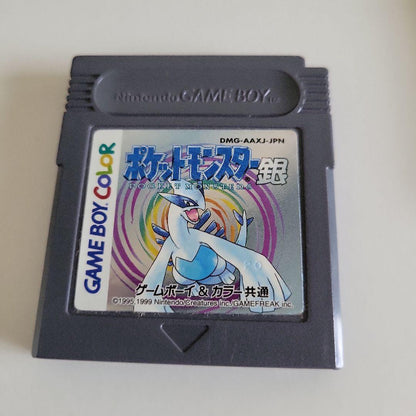 Nintendo GAME BOY
DMG-AAXJ-JPN
ポケットモンスター銀
POCKET MONSTERS
GAME BOY COLOR
ゲームボーイ&カラー共通
©1995,1999 Nintendo Creatures inc./GAMEFREAK inc.